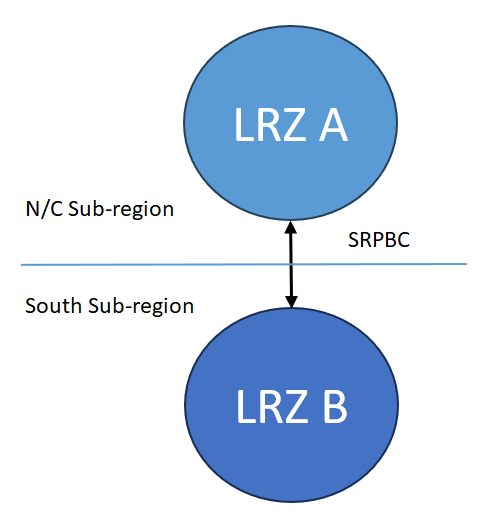 LRZ A
N/C Sub-region
SRPBC
South Sub-region
LRZ B